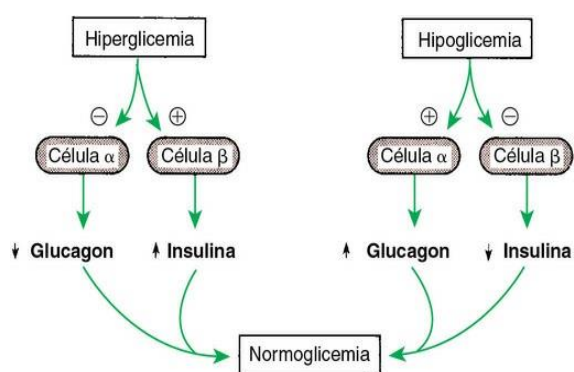 Hiperglicemia
Hipoglicemia
− +
+ −
Célula α
Célula β
Célula α
Célula β
↓ Glucagon
↑ Insulina
↑ Glucagon
↓ Insulina
Normoglicemia